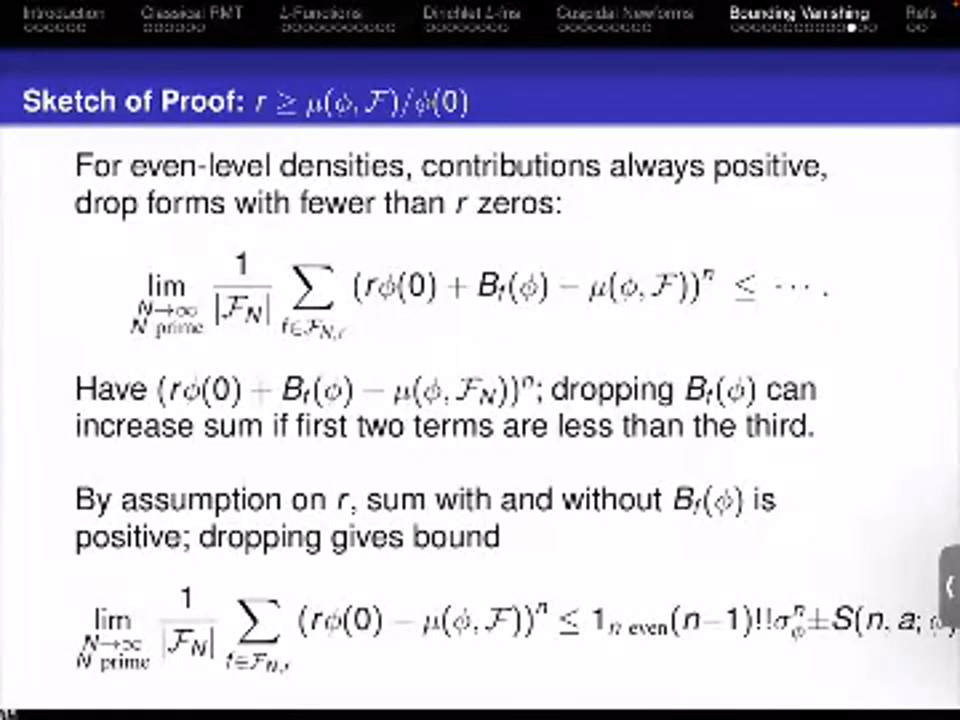 Introduction Classical RMT L-Functions Dirichlet L-fns Cuspidal Newforms Bounding Vanishing Refs
Sketch of Proof: r ≥ μ(φ, F)/φ(0)
For even-level densities, contributions always positive,
drop forms with fewer than r zeros:
lim_{N→∞, N prime} 1/|F_N| ∑_{f∈F_{N,r}} (rφ(0) + B_f(φ) − μ(φ, F))^n ≤ ⋯ .
Have (rφ(0) + B_f(φ) − μ(φ, F_N))^n; dropping B_f(φ) can
increase sum if first two terms are less than the third.
By assumption on r, sum with and without B_f(φ) is
positive; dropping gives bound
lim_{N→∞, N prime} 1/|F_N| ∑_{f∈F_{N,r}} (rφ(0) − μ(φ, F))^n ≤ 1_{n even}(n−1)!!σ_φ^n ± S(n, a; φ)